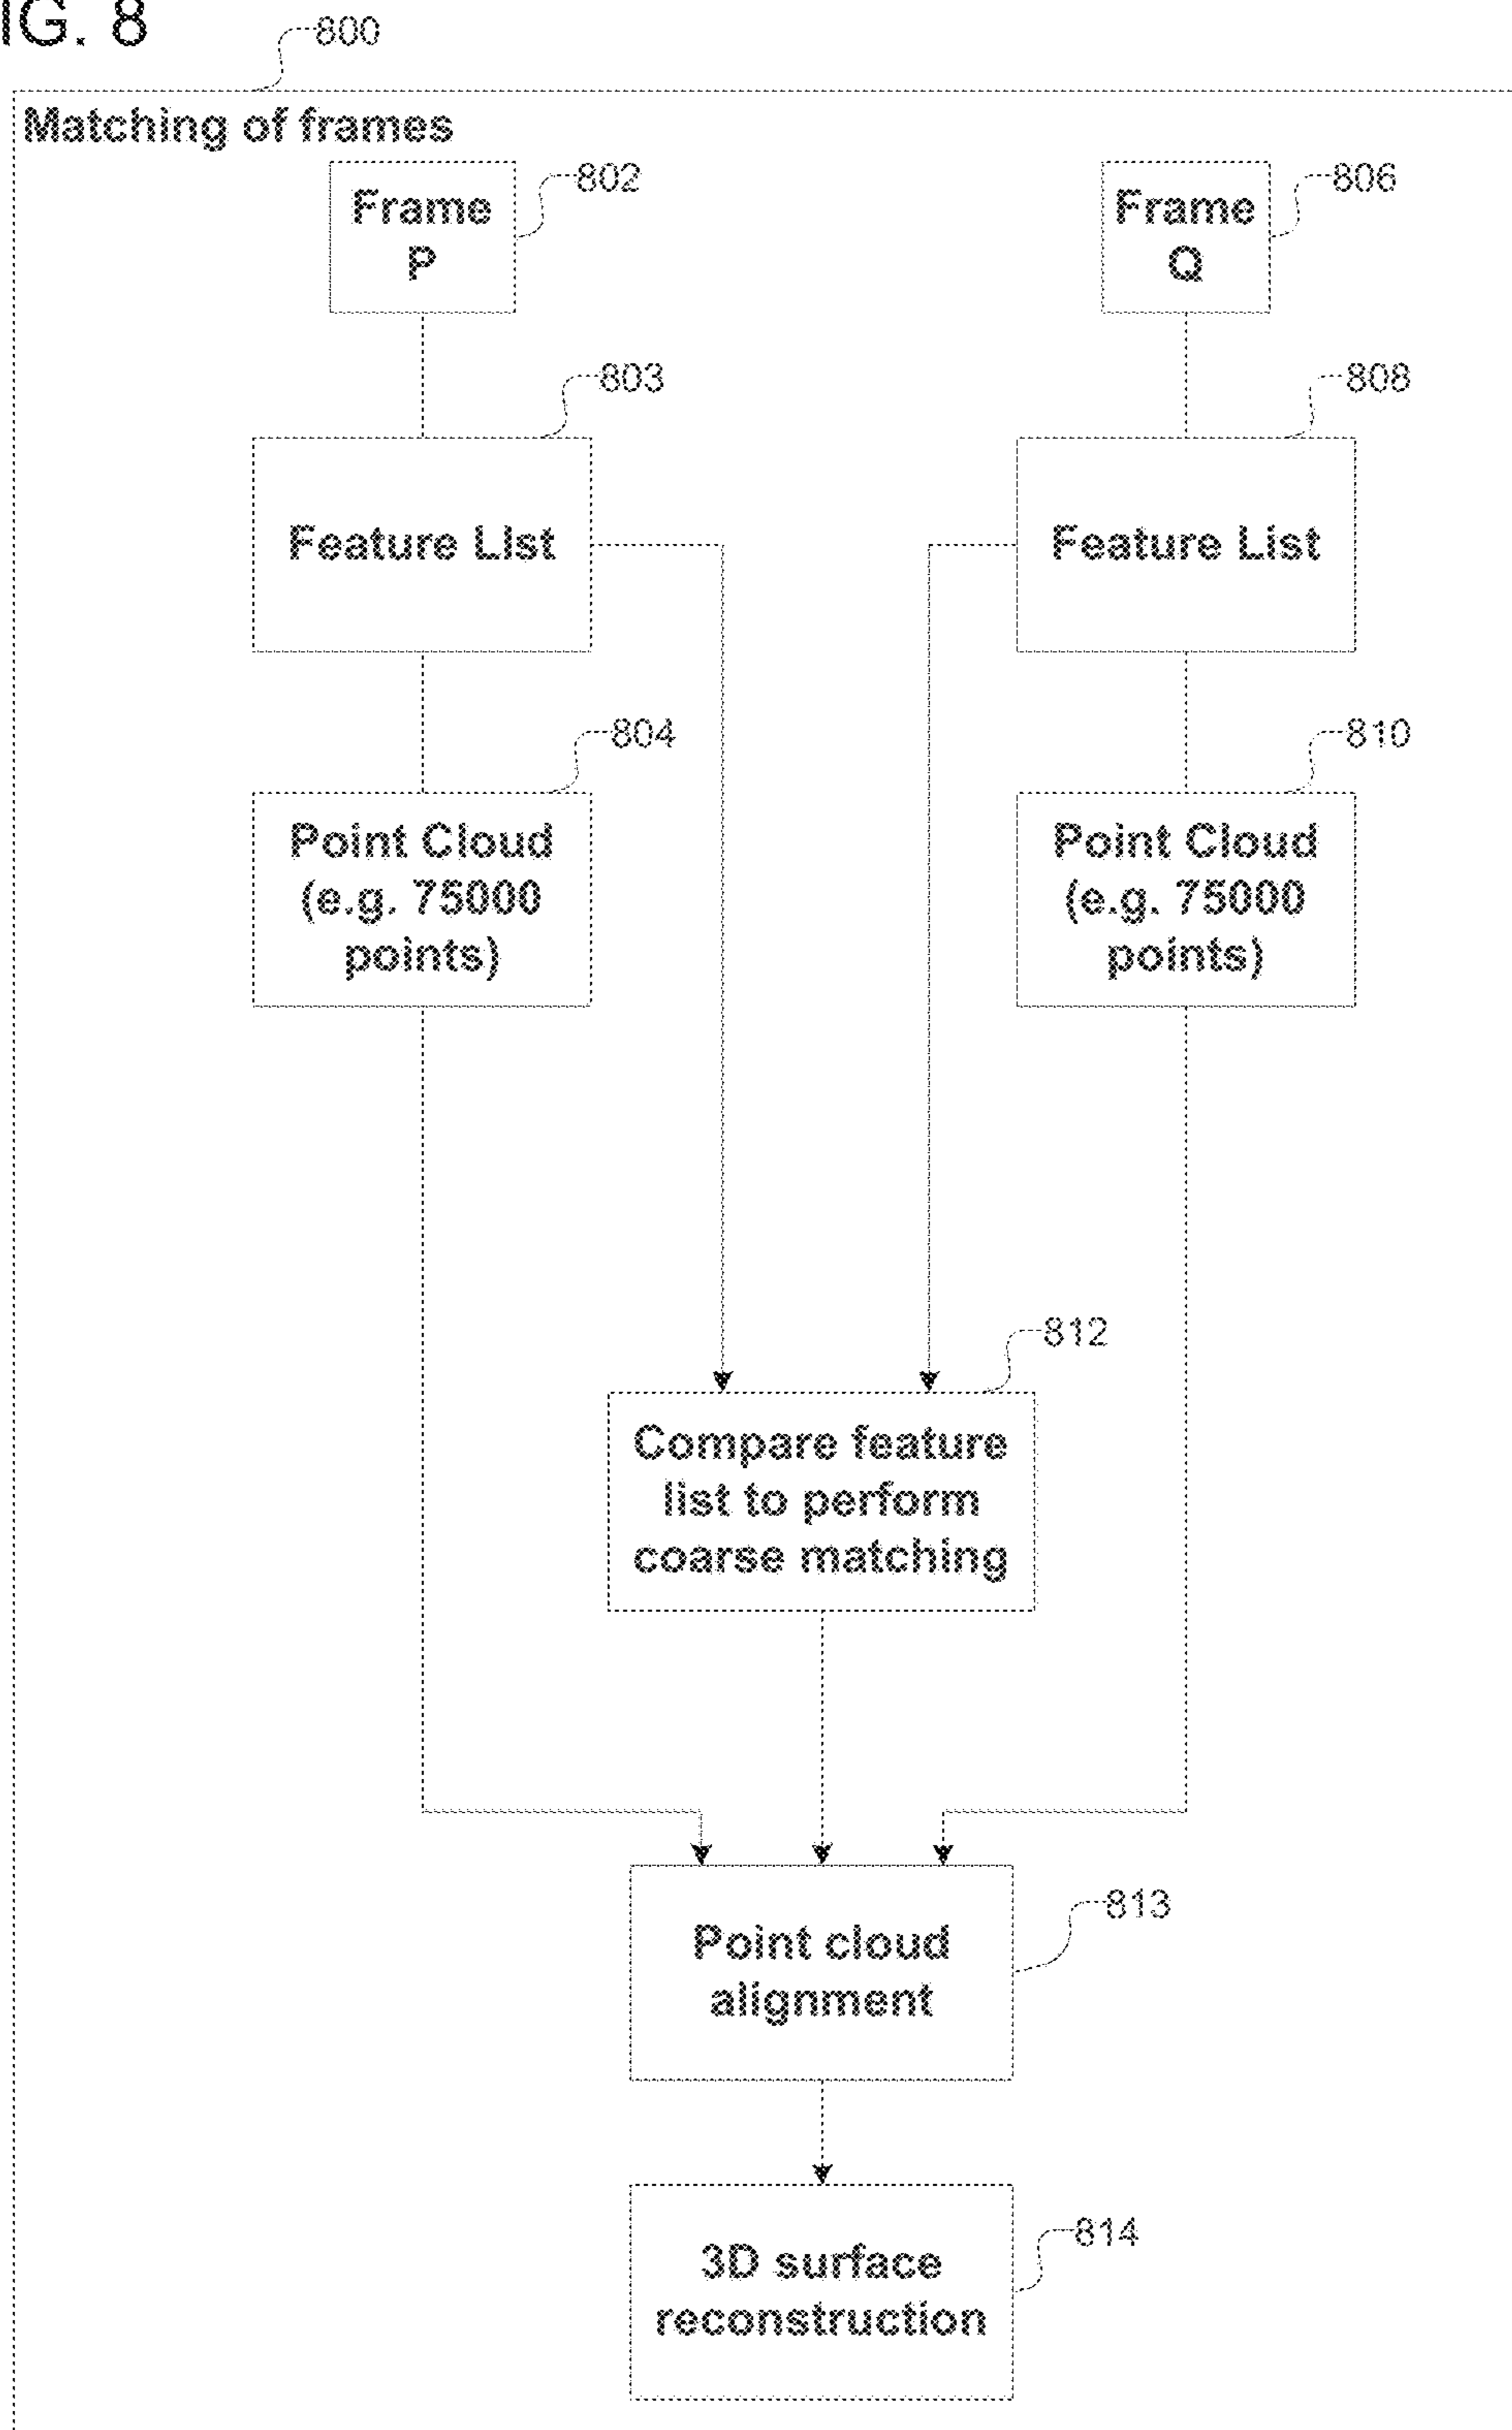 IG. 8
800
Matching of frames
802
806
Frame
P
Frame
Q
803
808
Feature LIst
Feature List
804
810
Point Cloud
(e.g. 75000
points)
Point Cloud
(e.g. 75000
points)
812
Compare feature
list to perform
coarse matching
813
Point cloud
alignment
814
3D surface
reconstruction